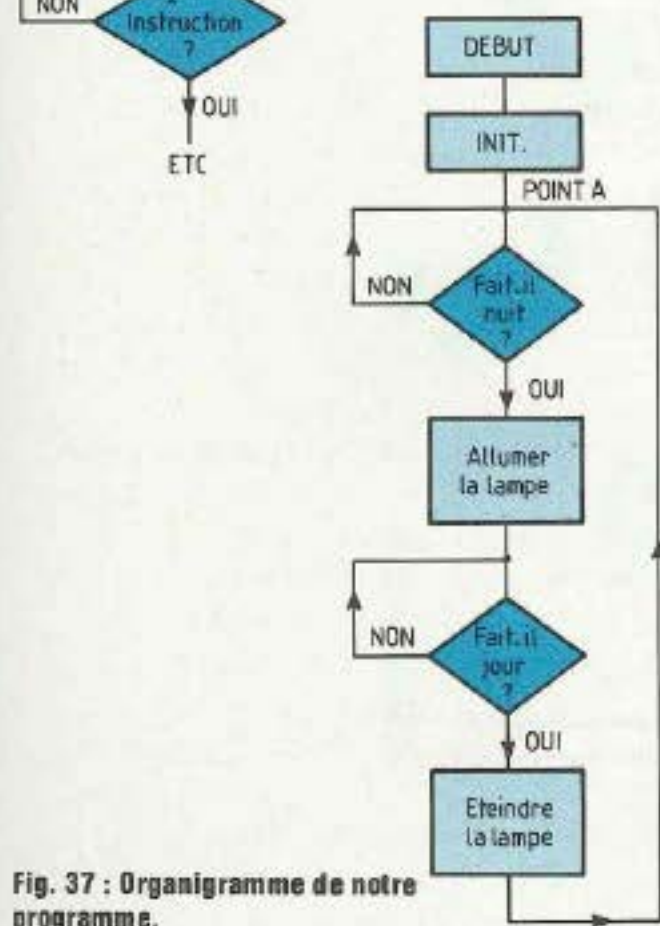 NON
Instruction
?
OUI
ETC
DEBUT
INIT.
POINT A
NON
Fait.il
nuit
?
OUI
Allumer
la lampe
NON
Fait.il
jour
?
OUI
Eteindre
la lampe
Fig. 37 : Organigramme de notre
programme.